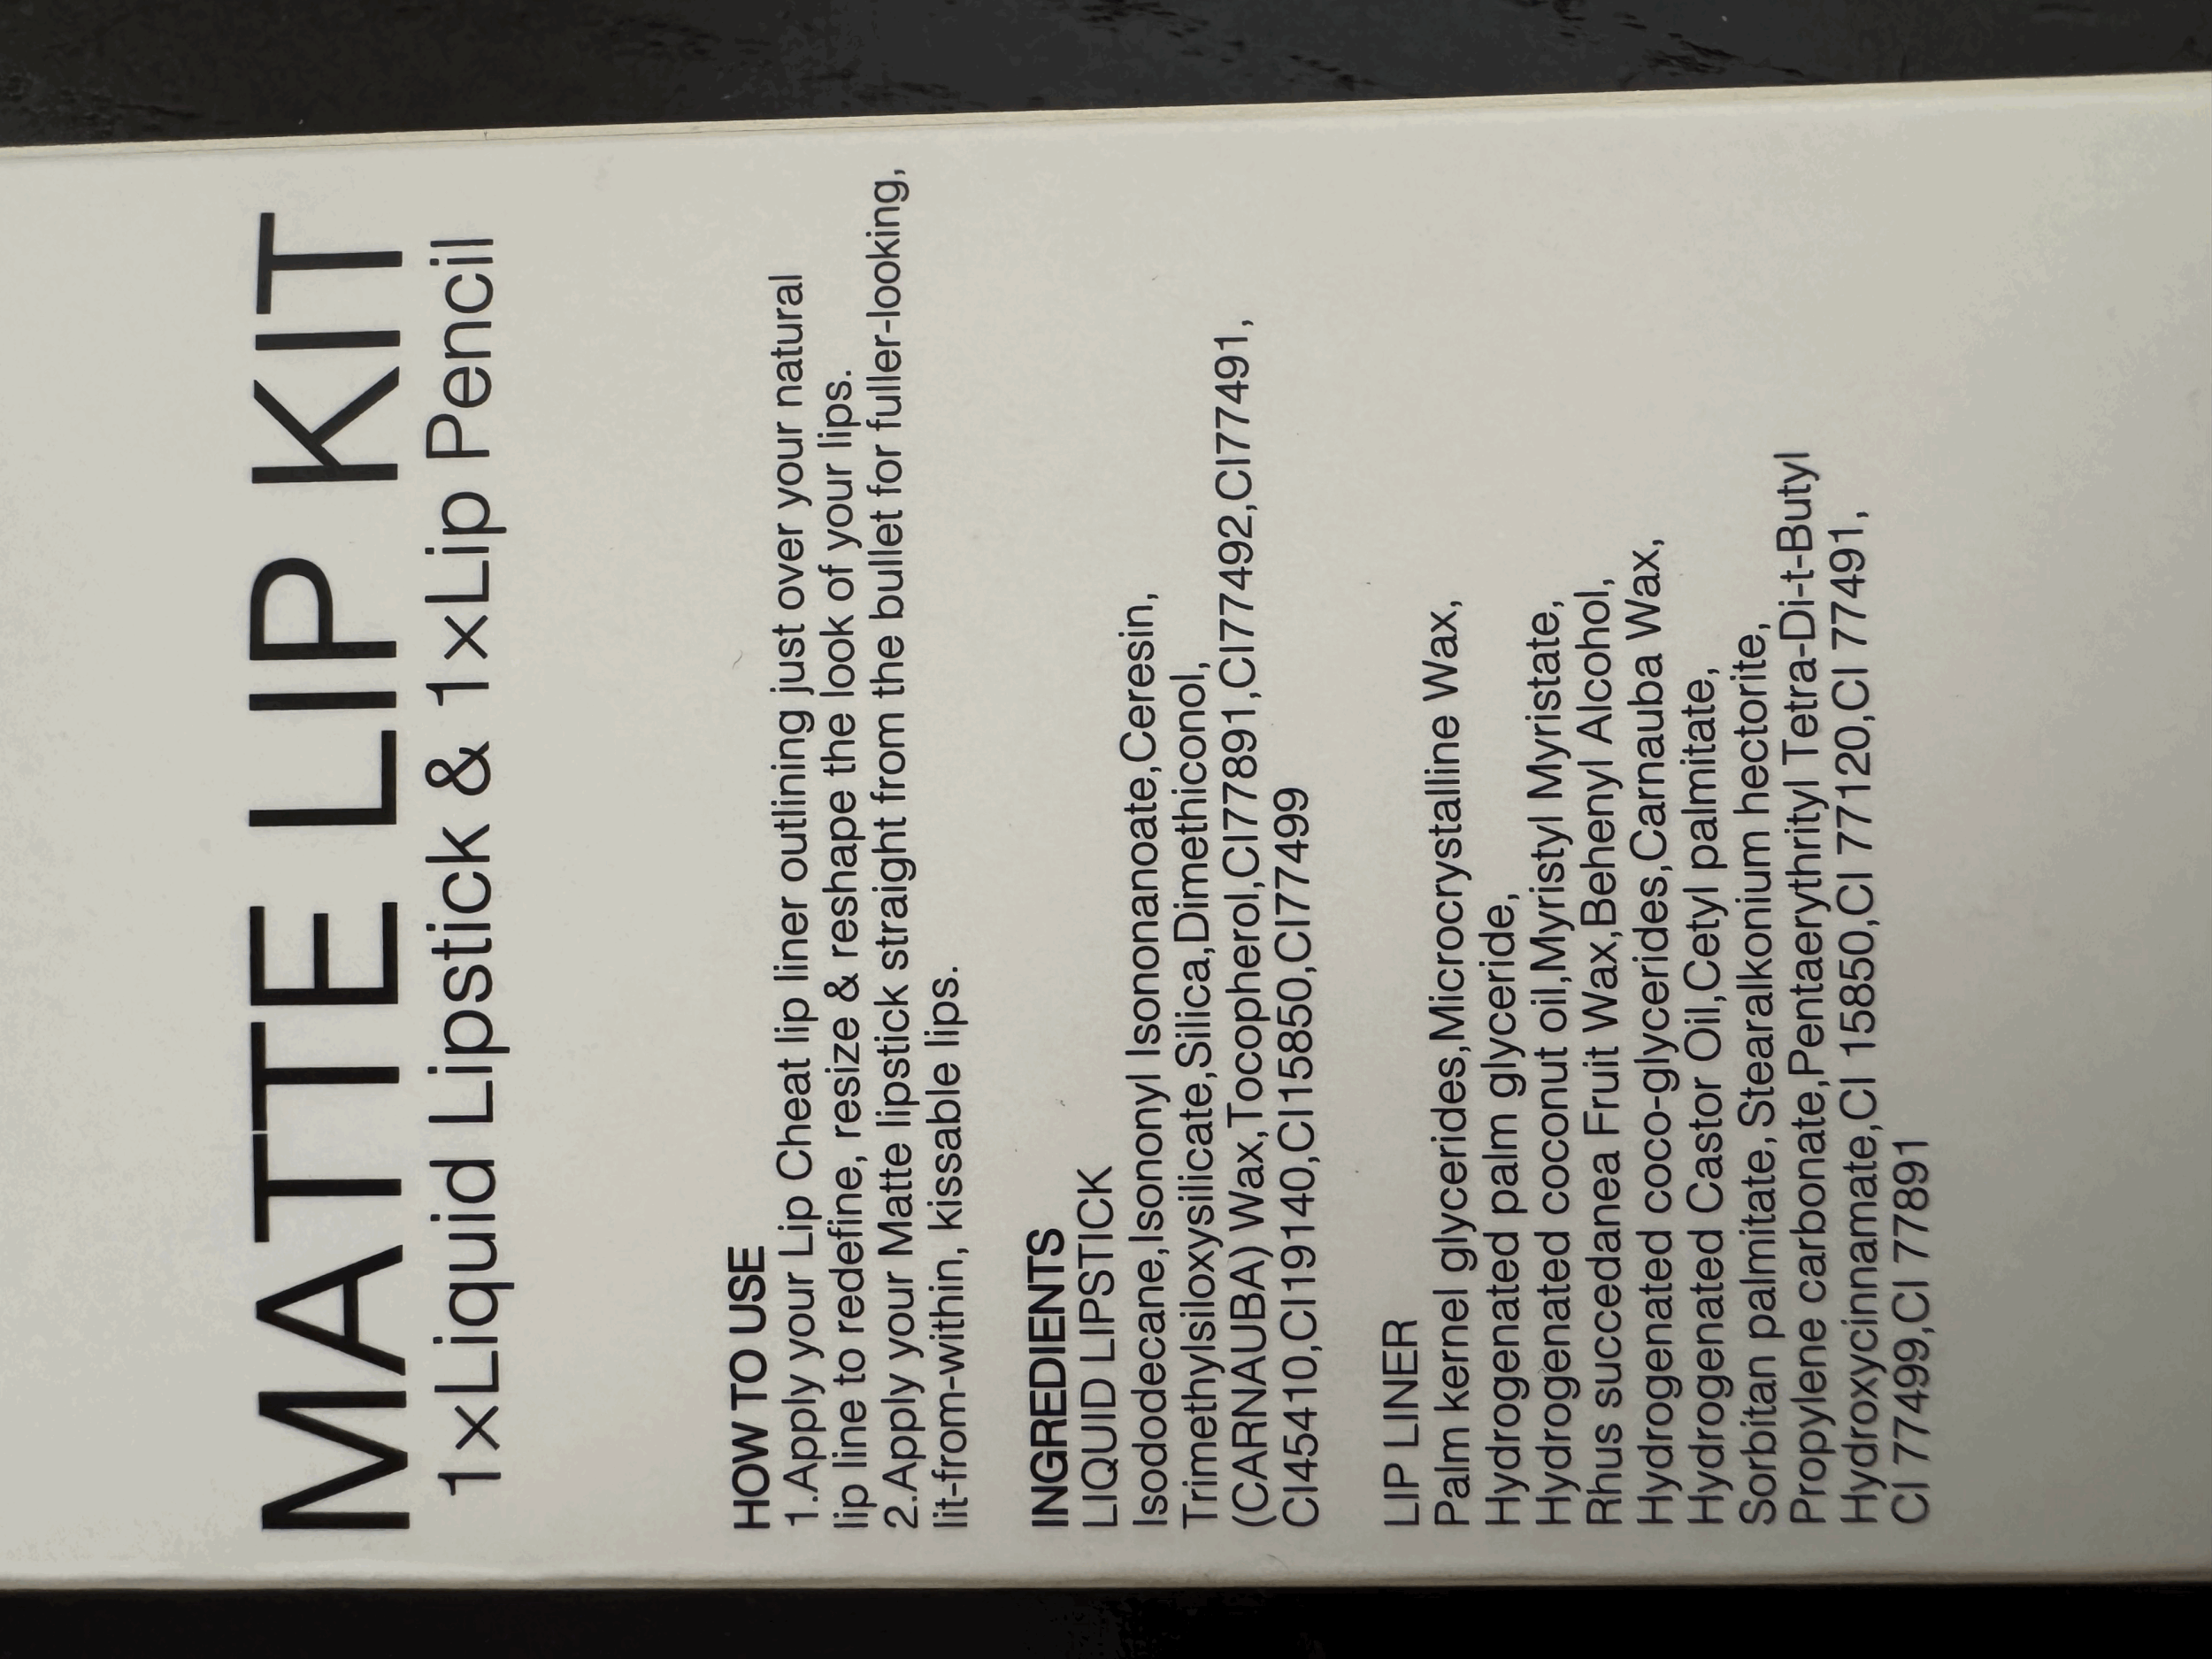 MATTE LIP KIT
1×Liquid Lipstick & 1×Lip Pencil
HOW TO USE
1.Apply your Lip Cheat lip liner outlining just over your natural
lip line to redefine, resize & reshape the look of your lips.
2.Apply your Matte lipstick straight from the bullet for fuller-looking,
lit-from-within, kissable lips.
INGREDIENTS
LIQUID LIPSTICK
Isododecane,Isononyl Isononanoate,Ceresin,
Trimethylsiloxysilicate,Silica,Dimethiconol,
(CARNAUBA) Wax,Tocopherol,CI77891,CI77492,CI77491,
CI45410,CI19140,CI15850,CI77499
LIP LINER
Palm kernel glycerides,Microcrystalline Wax,
Hydrogenated palm glyceride,
Hydrogenated coconut oil,Myristyl Myristate,
Rhus succedanea Fruit Wax,Behenyl Alcohol,
Hydrogenated coco-glycerides,Carnauba Wax,
Hydrogenated Castor Oil,Cetyl palmitate,
Sorbitan palmitate,Stearalkonium hectorite,
Propylene carbonate,Pentaerythrityl Tetra-Di-t-Butyl
Hydroxycinnamate,CI 15850,CI 77120,CI 77491,
CI 77499,CI 77891